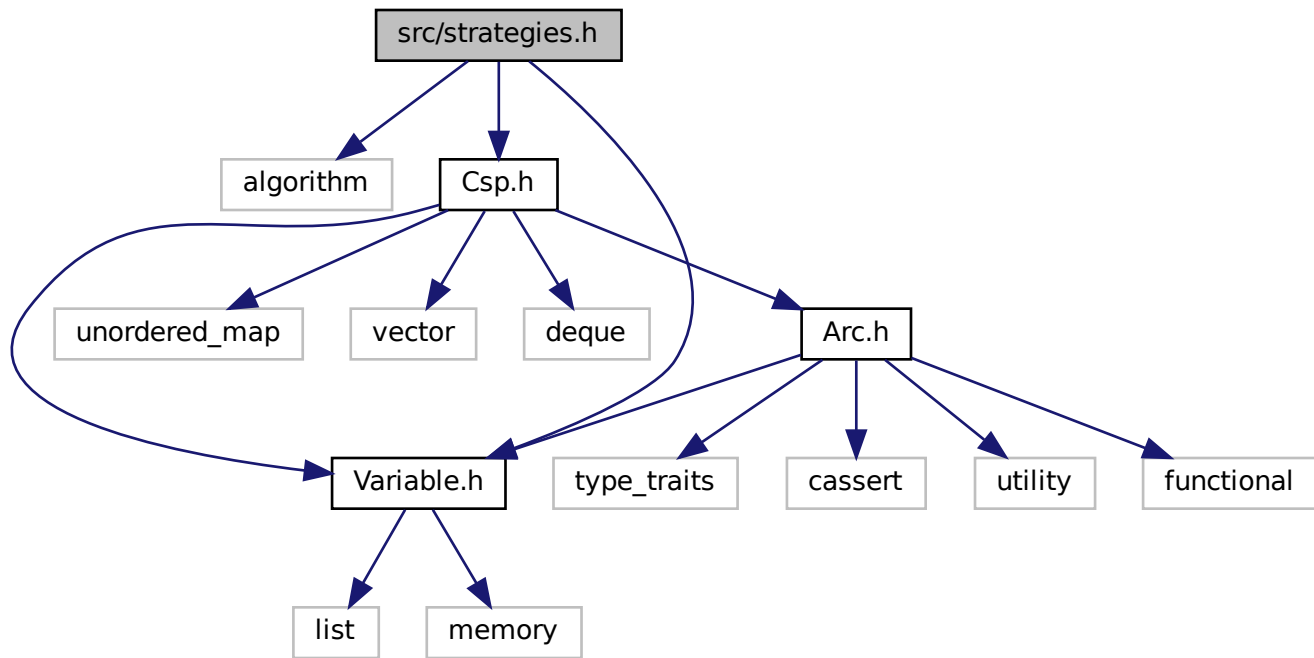 src/strategies.h
algorithm
Csp.h
unordered_map
vector
deque
Arc.h
Variable.h
type_traits
cassert
utility
functional
list
memory